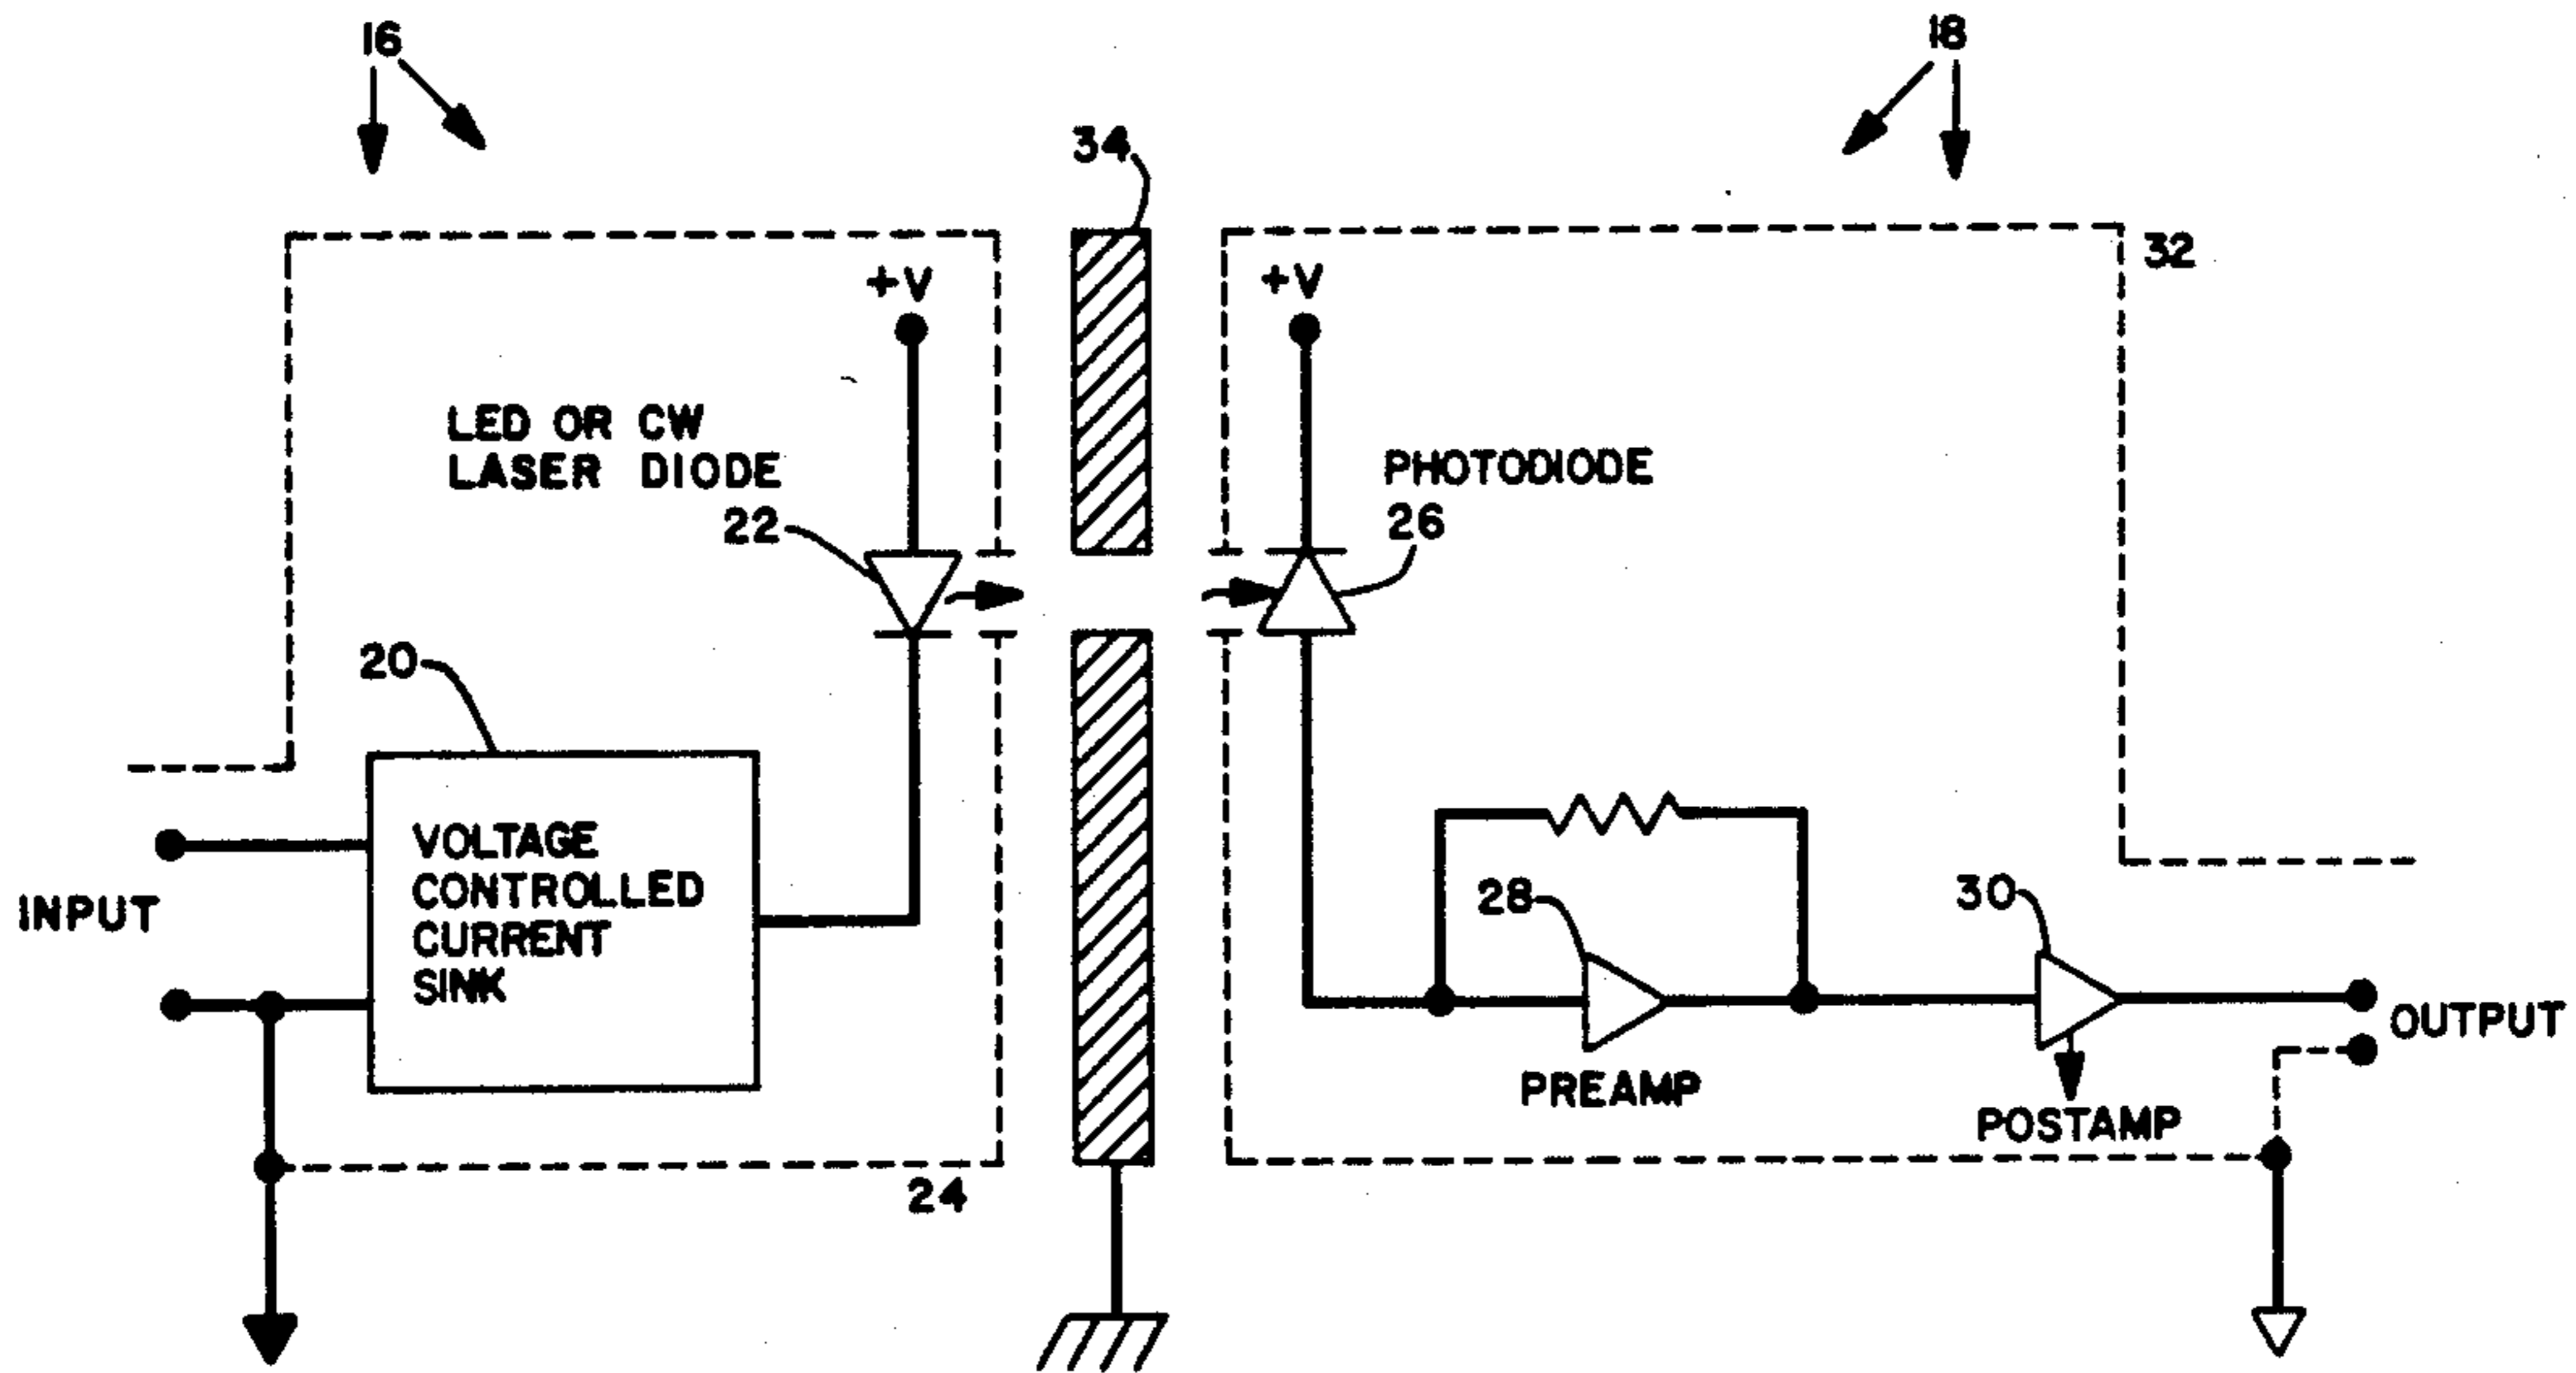 16
18
34
32
+V
+V
LED OR CW
LASER DIODE
22
PHOTODIODE
26
20
VOLTAGE
CONTROLLED
CURRENT
SINK
INPUT
28
30
PREAMP
POSTAMP
OUTPUT
24